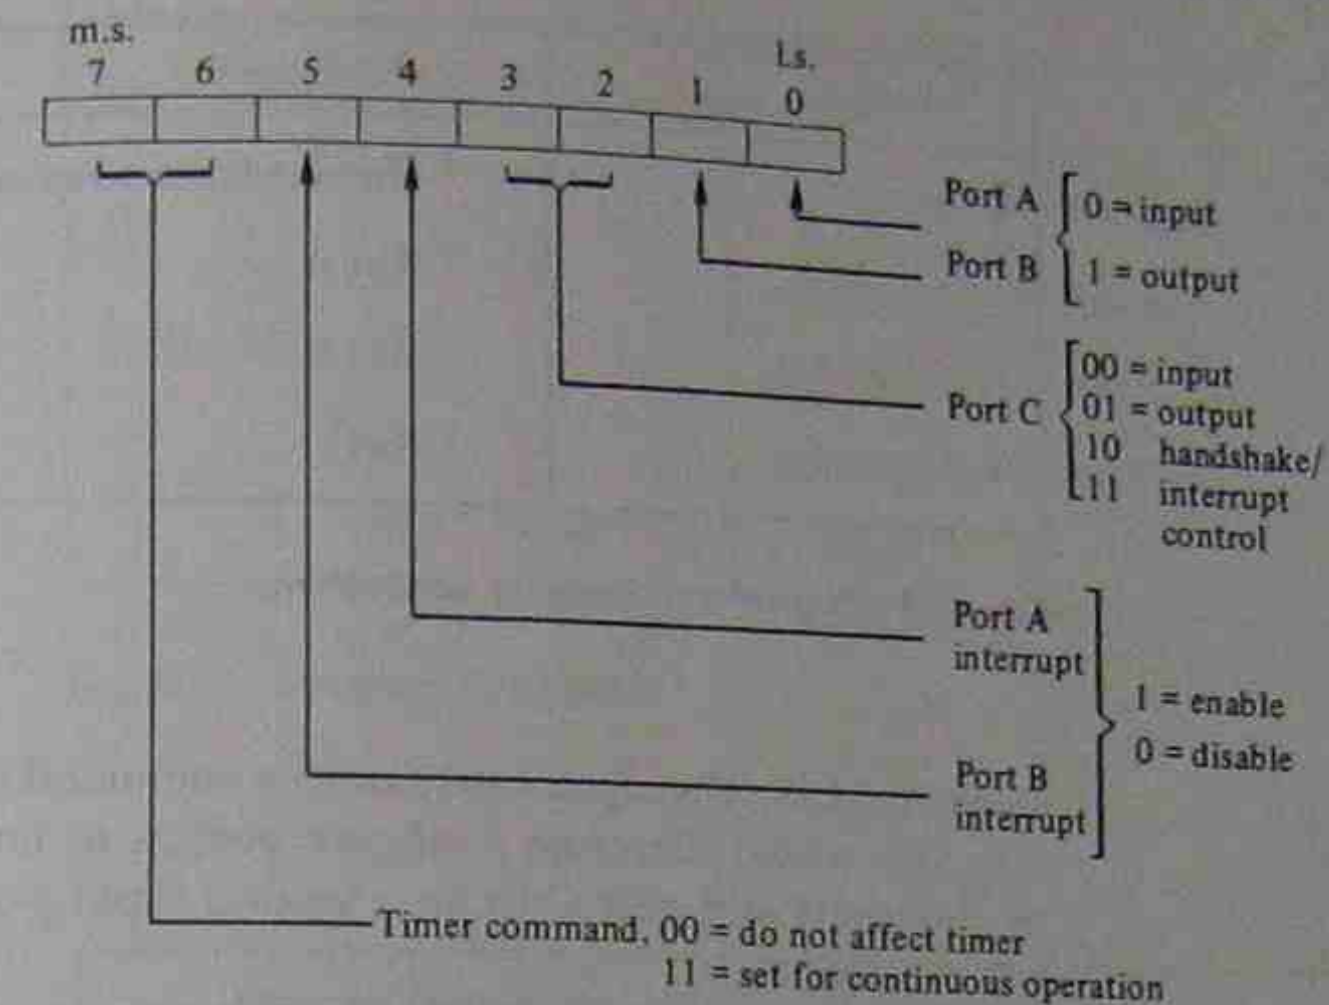 m.s.
l.s.
7 6 5 4 3 2 1 0
Port A
0 = input
Port B
1 = output
Port C
00 = input
01 = output
10 handshake/
11 interrupt
control
Port A
interrupt
1 = enable
0 = disable
Port B
interrupt
Timer command, 00 = do not affect timer
11 = set for continuous operation